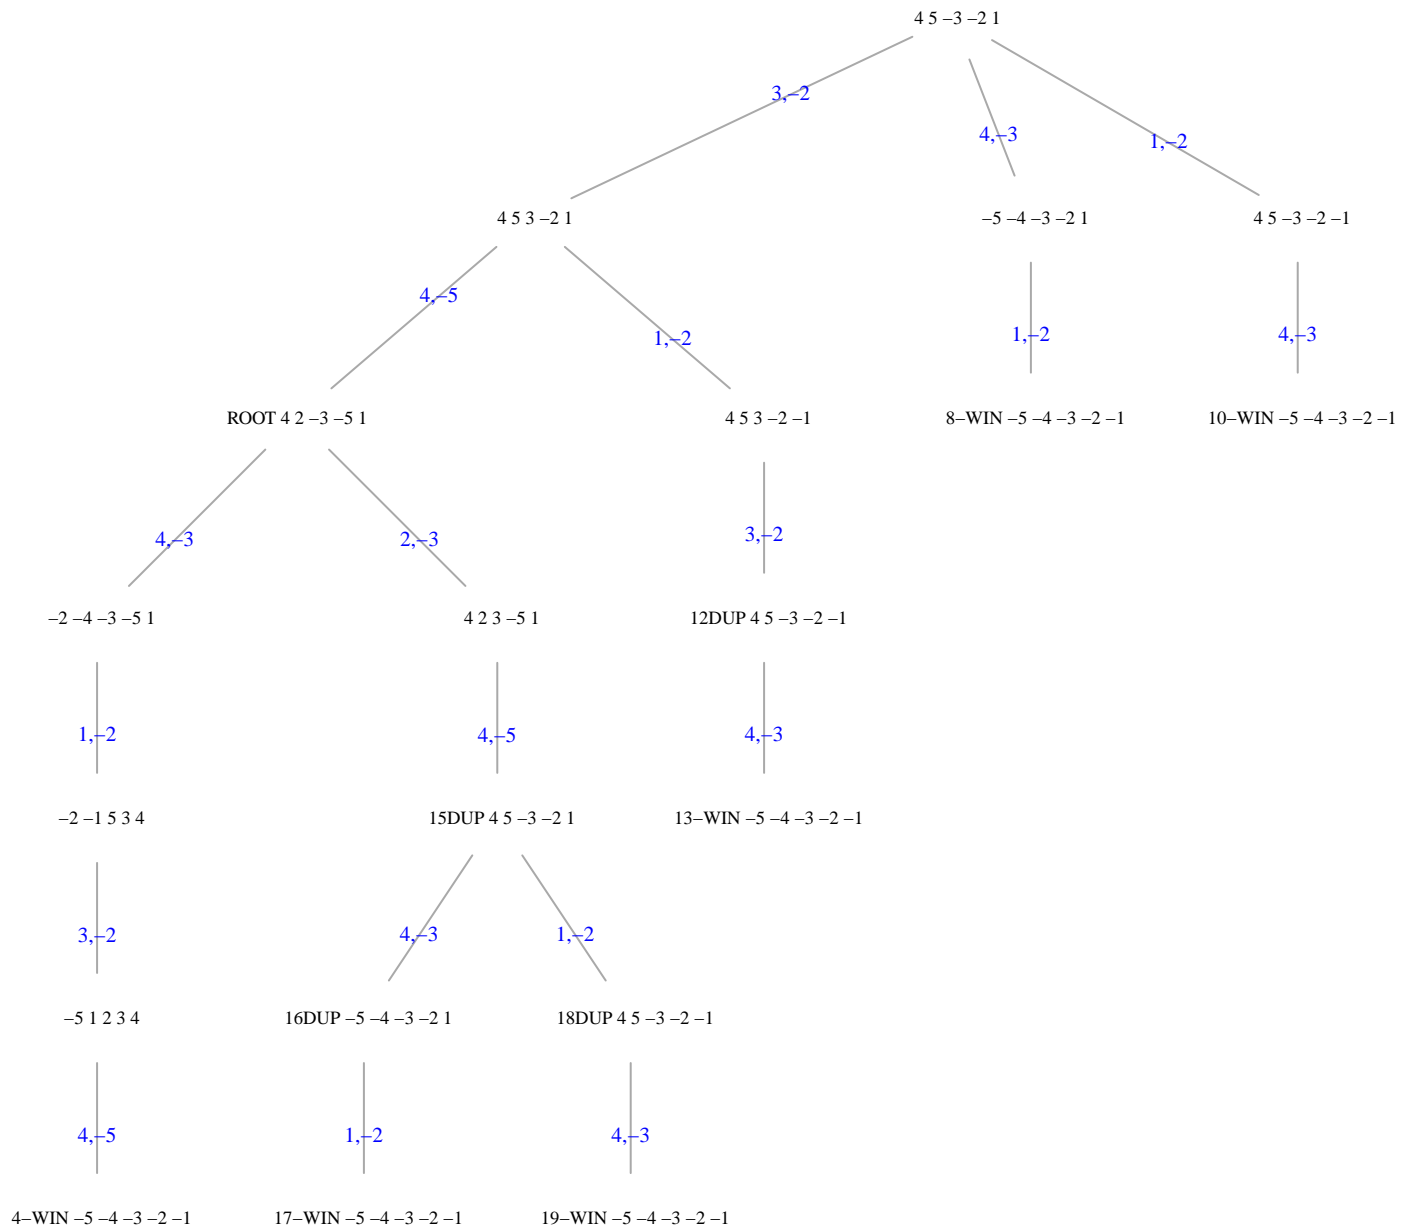 4 5 –3 –2 1
3,–2
4,–3
1,–2
4 5 3 –2 1
–5 –4 –3 –2 1
4 5 –3 –2 –1
4,–5
1,–2
1,–2
4,–3
ROOT 4 2 –3 –5 1
4 5 3 –2 –1
8–WIN –5 –4 –3 –2 –1
10–WIN –5 –4 –3 –2 –1
4,–3
2,–3
3,–2
–2 –4 –3 –5 1
4 2 3 –5 1
12DUP 4 5 –3 –2 –1
1,–2
4,–5
4,–3
–2 –1 5 3 4
15DUP 4 5 –3 –2 1
13–WIN –5 –4 –3 –2 –1
3,–2
4,–3
1,–2
–5 1 2 3 4
16DUP –5 –4 –3 –2 1
18DUP 4 5 –3 –2 –1
4,–5
1,–2
4,–3
4–WIN –5 –4 –3 –2 –1
17–WIN –5 –4 –3 –2 –1
19–WIN –5 –4 –3 –2 –1